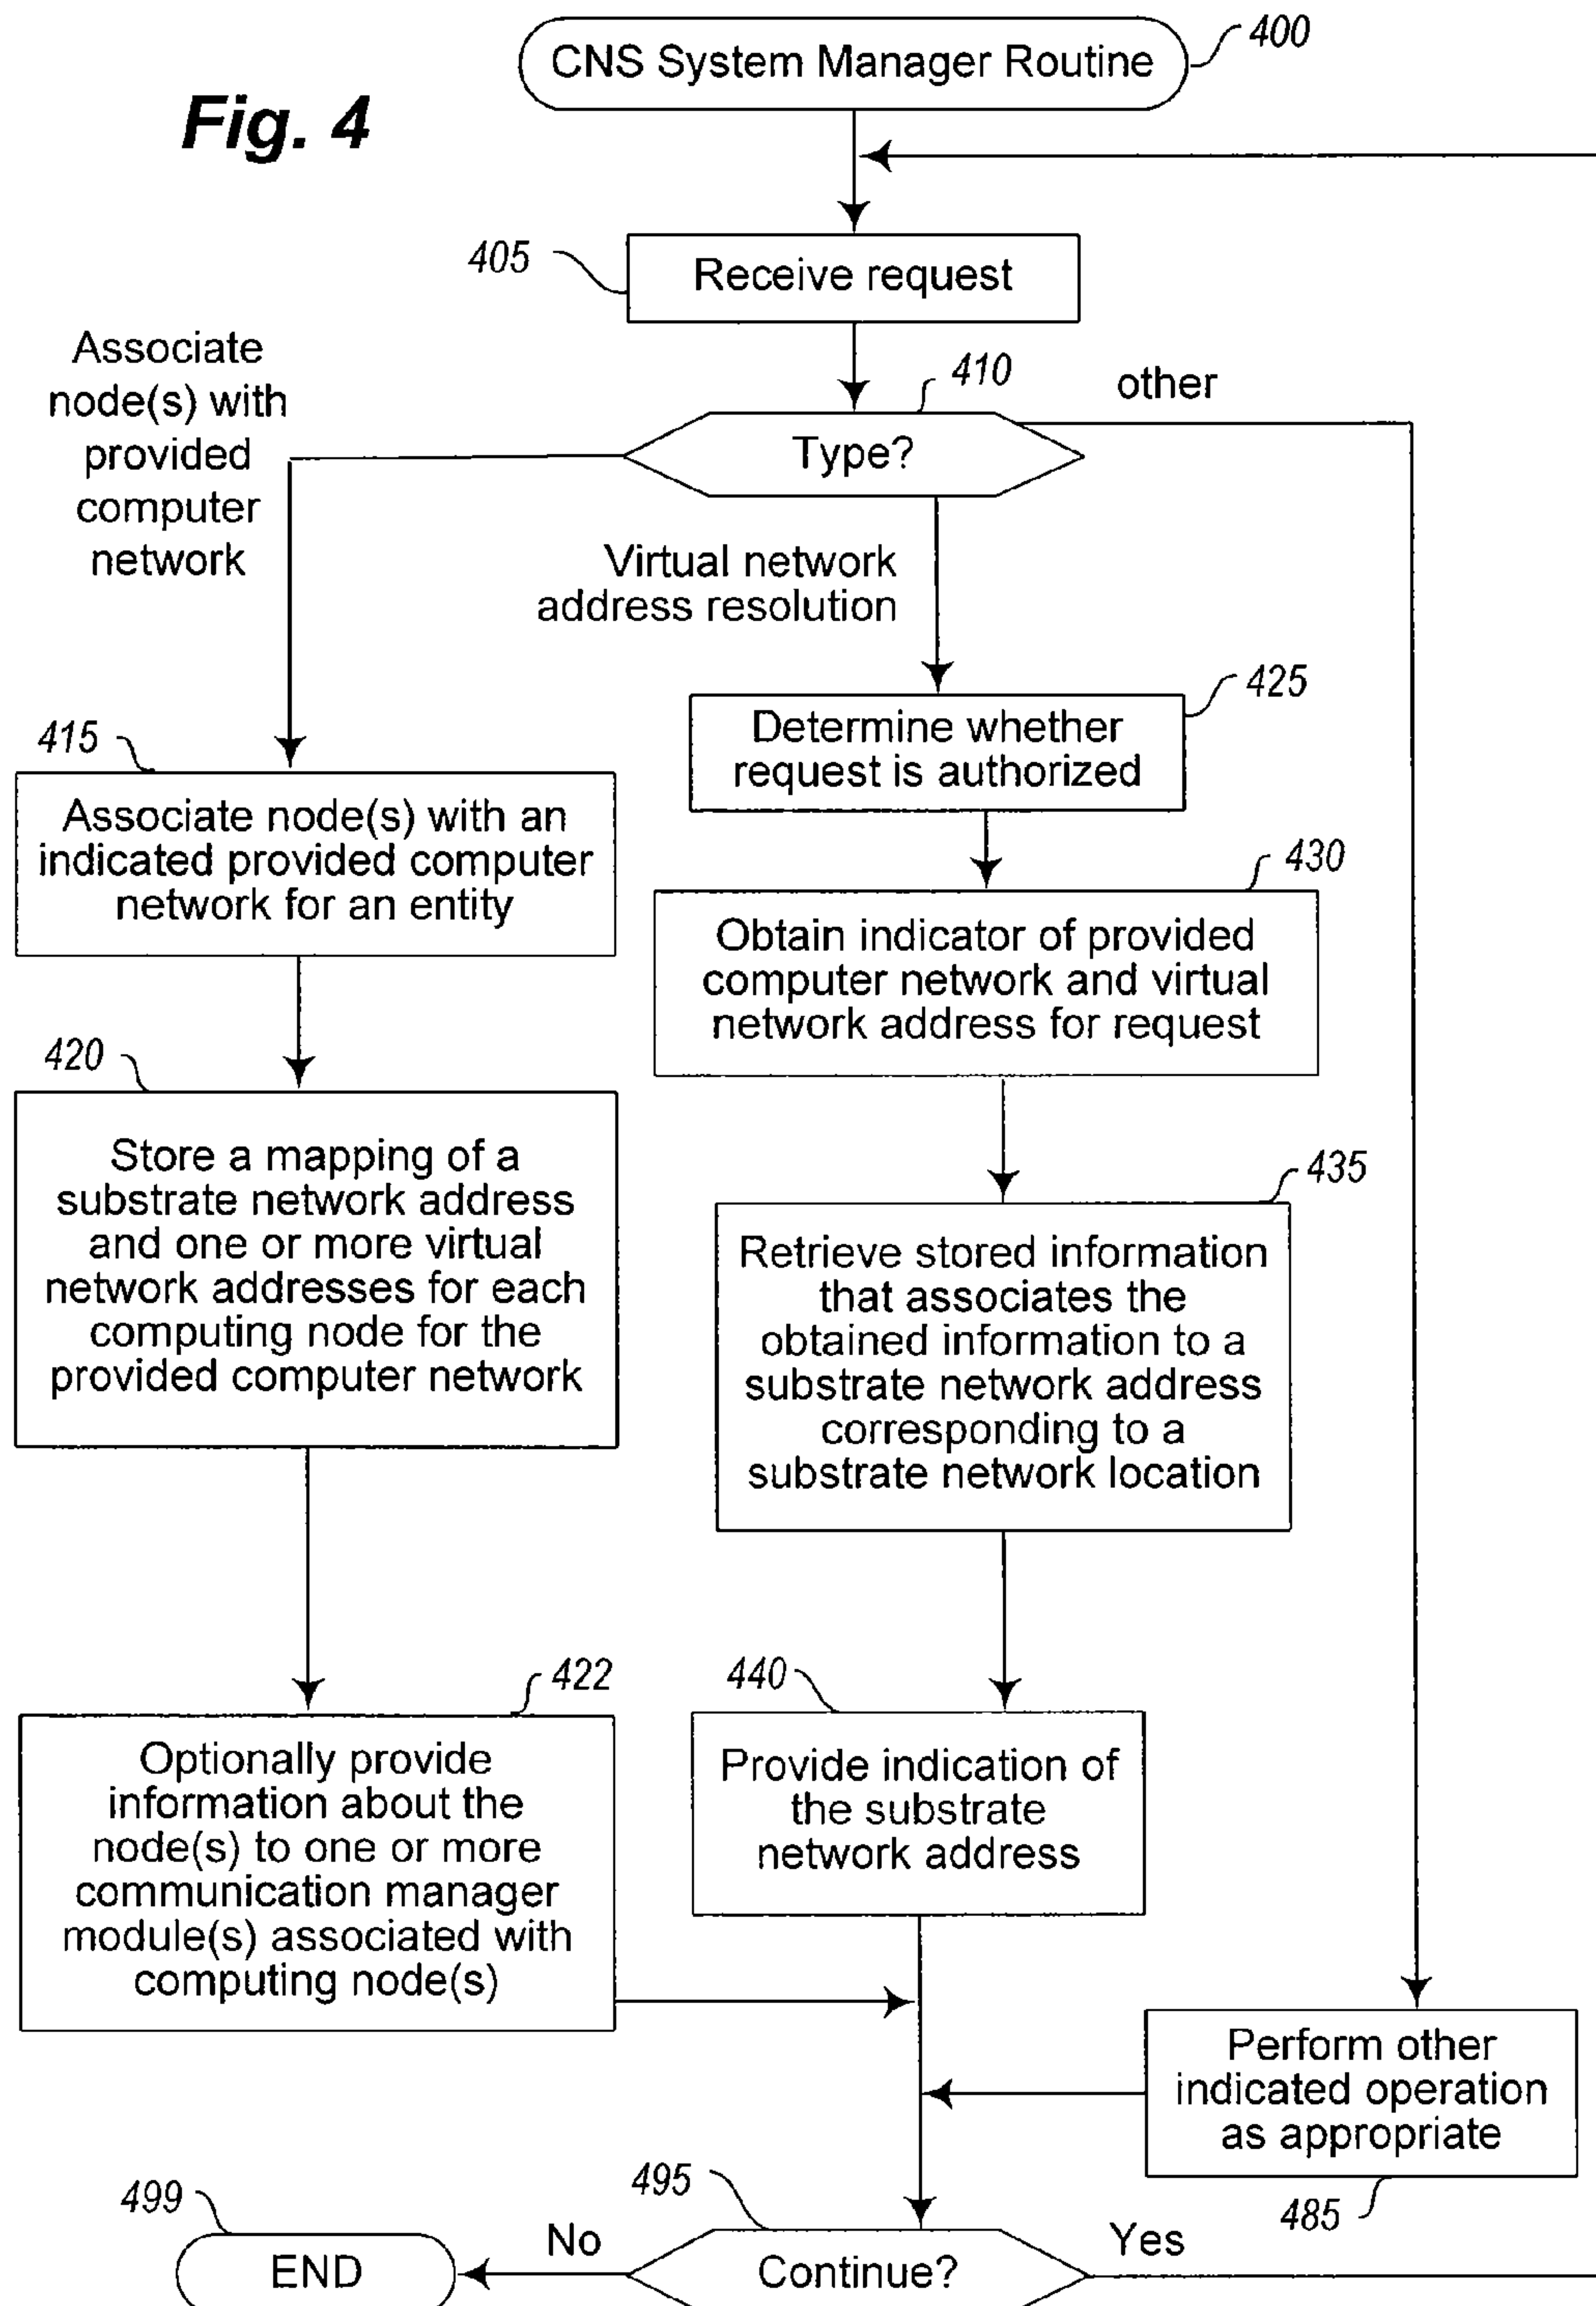 Fig. 4
CNS System Manager Routine
400
405
Receive request
Associate
node(s) with
provided
computer
network
410
other
Type?
Virtual network
address resolution
425
Determine whether
request is authorized
415
Associate node(s) with an
indicated provided computer
network for an entity
430
Obtain indicator of provided
computer network and virtual
network address for request
420
Store a mapping of a
substrate network address
and one or more virtual
network addresses for each
computing node for the
provided computer network
435
Retrieve stored information
that associates the
obtained information to a
substrate network address
corresponding to a
substrate network location
422
Optionally provide
information about the
node(s) to one or more
communication manager
module(s) associated with
computing node(s)
440
Provide indication of
the substrate
network address
Perform other
indicated operation
as appropriate
485
495
Continue?
Yes
No
499
END